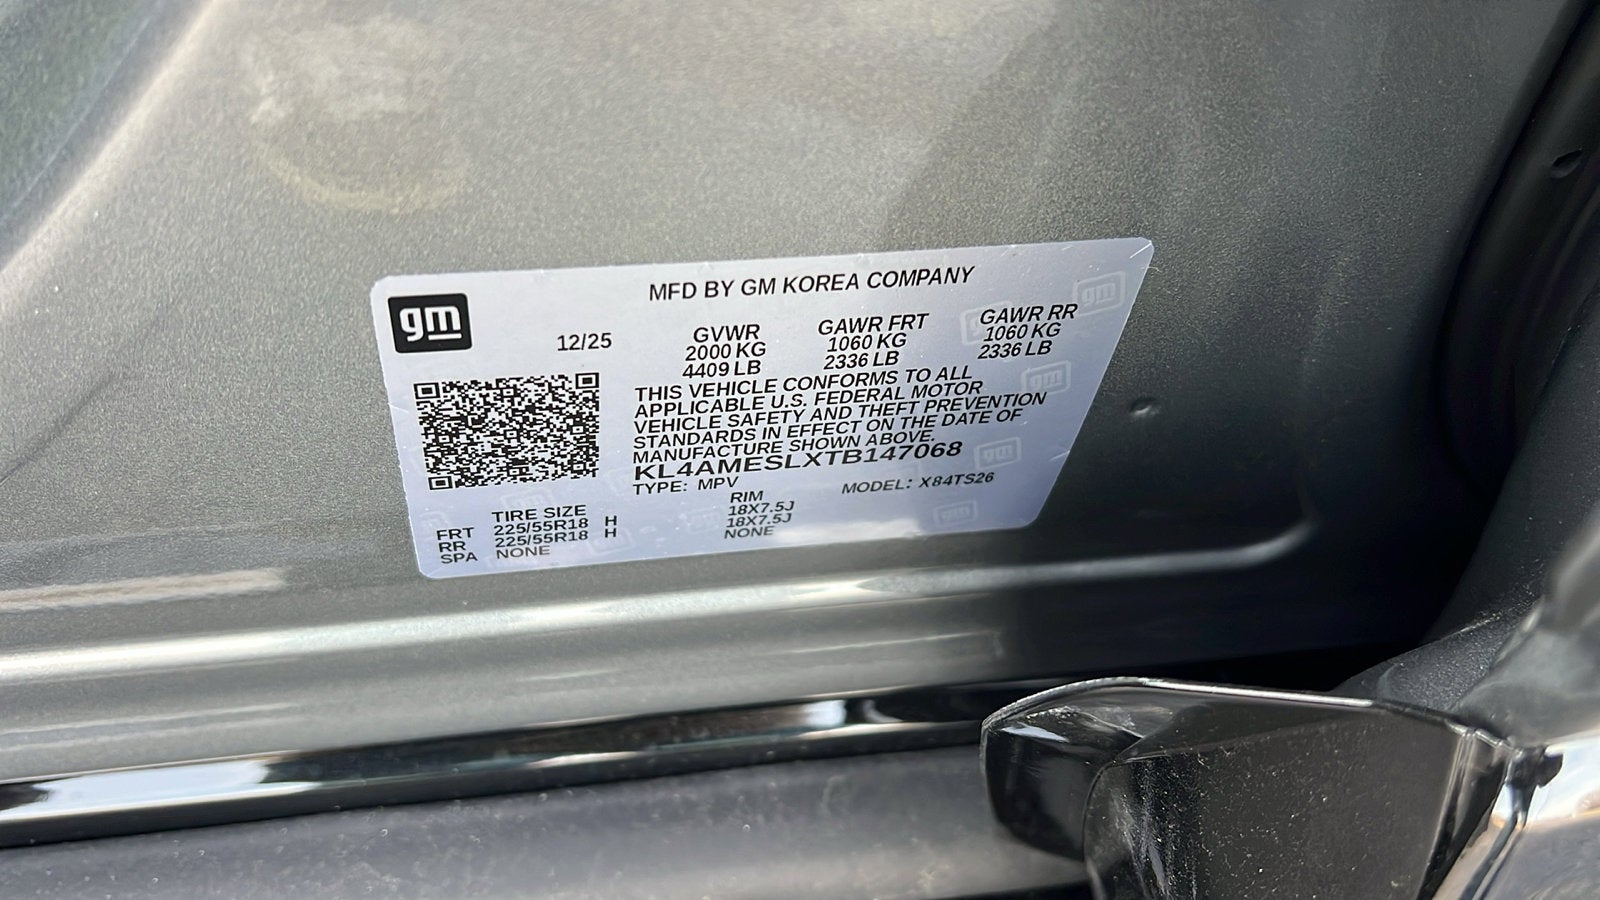 MFD BY GM KOREA COMPANY
gm
12/25
GVWR
2000 KG
4409 LB
GAWR FRT
1060 KG
2336 LB
GAWR RR
1060 KG
2336 LB
THIS VEHICLE CONFORMS TO ALL
APPLICABLE U.S. FEDERAL MOTOR
VEHICLE SAFETY AND THEFT PREVENTION
STANDARDS IN EFFECT ON THE DATE OF
MANUFACTURE SHOWN ABOVE.
KL4AMESLXTB147068
TYPE: MPV MODEL: X84TS26
TIRE SIZE RIM
FRT 225/55R18 H 18X7.5J
RR 225/55R18 H 18X7.5J
SPA NONE NONE